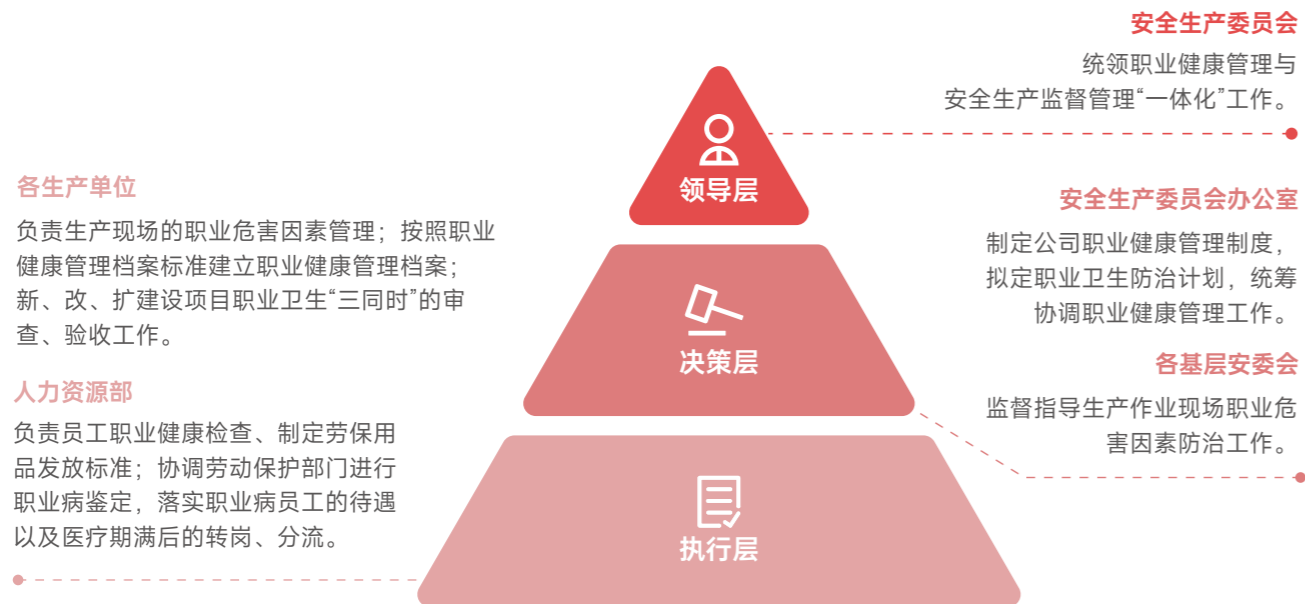 安全生产委员会
统领职业健康管理与
安全生产监督管理“一体化”工作。
领导层
安全生产委员会办公室
制定公司职业健康管理制度，
拟定职业卫生防治计划，统筹
协调职业健康管理工作。
各基层安委会
监督指导生产作业现场职业危
害因素防治工作。
决策层
各生产单位
负责生产现场的职业危害因素管理；按照职业
健康管理档案标准建立职业健康管理档案；
新、改、扩建设项目职业卫生“三同时”的审
查、验收工作。
人力资源部
负责员工职业健康检查、制定劳保用
品发放标准；协调劳动保护部门进行
职业病鉴定，落实职业病员工的待遇
以及医疗期满后的转岗、分流。
执行层